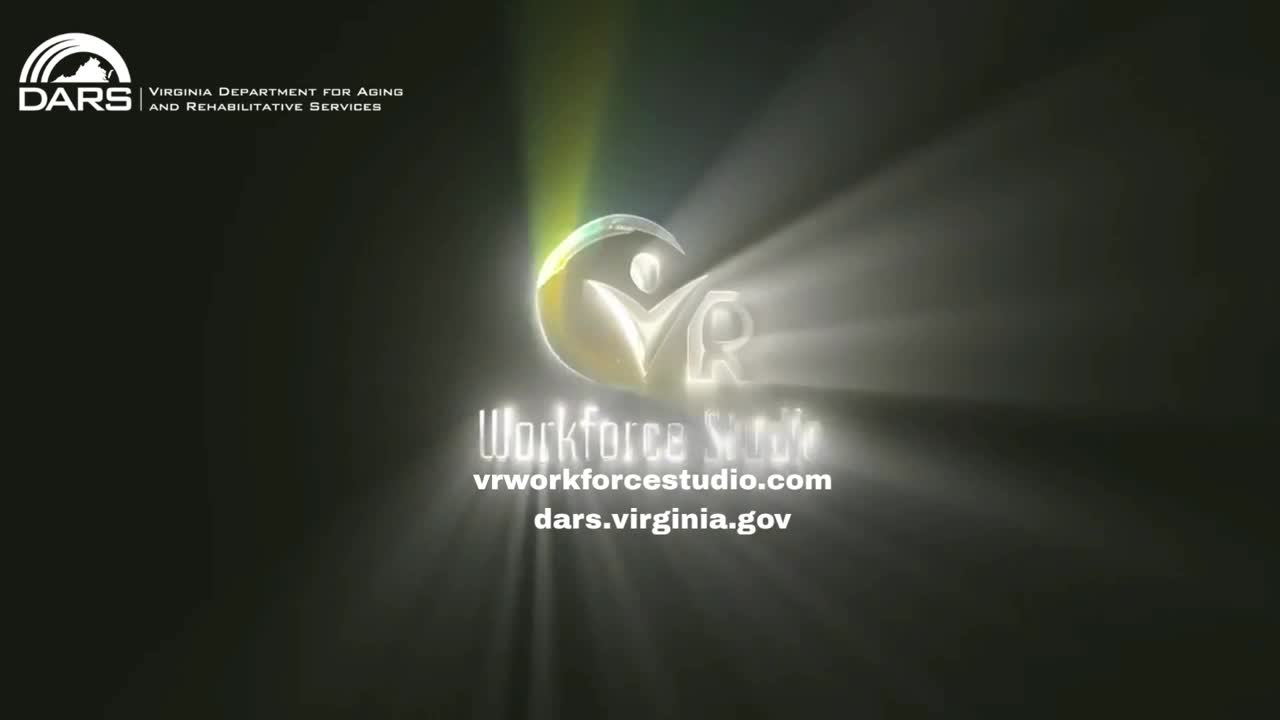 DARS
Virginia Department for Aging
and Rehabilitative Services
VR
Workforce Studio
vrworkforcestudio.com
dars.virginia.gov